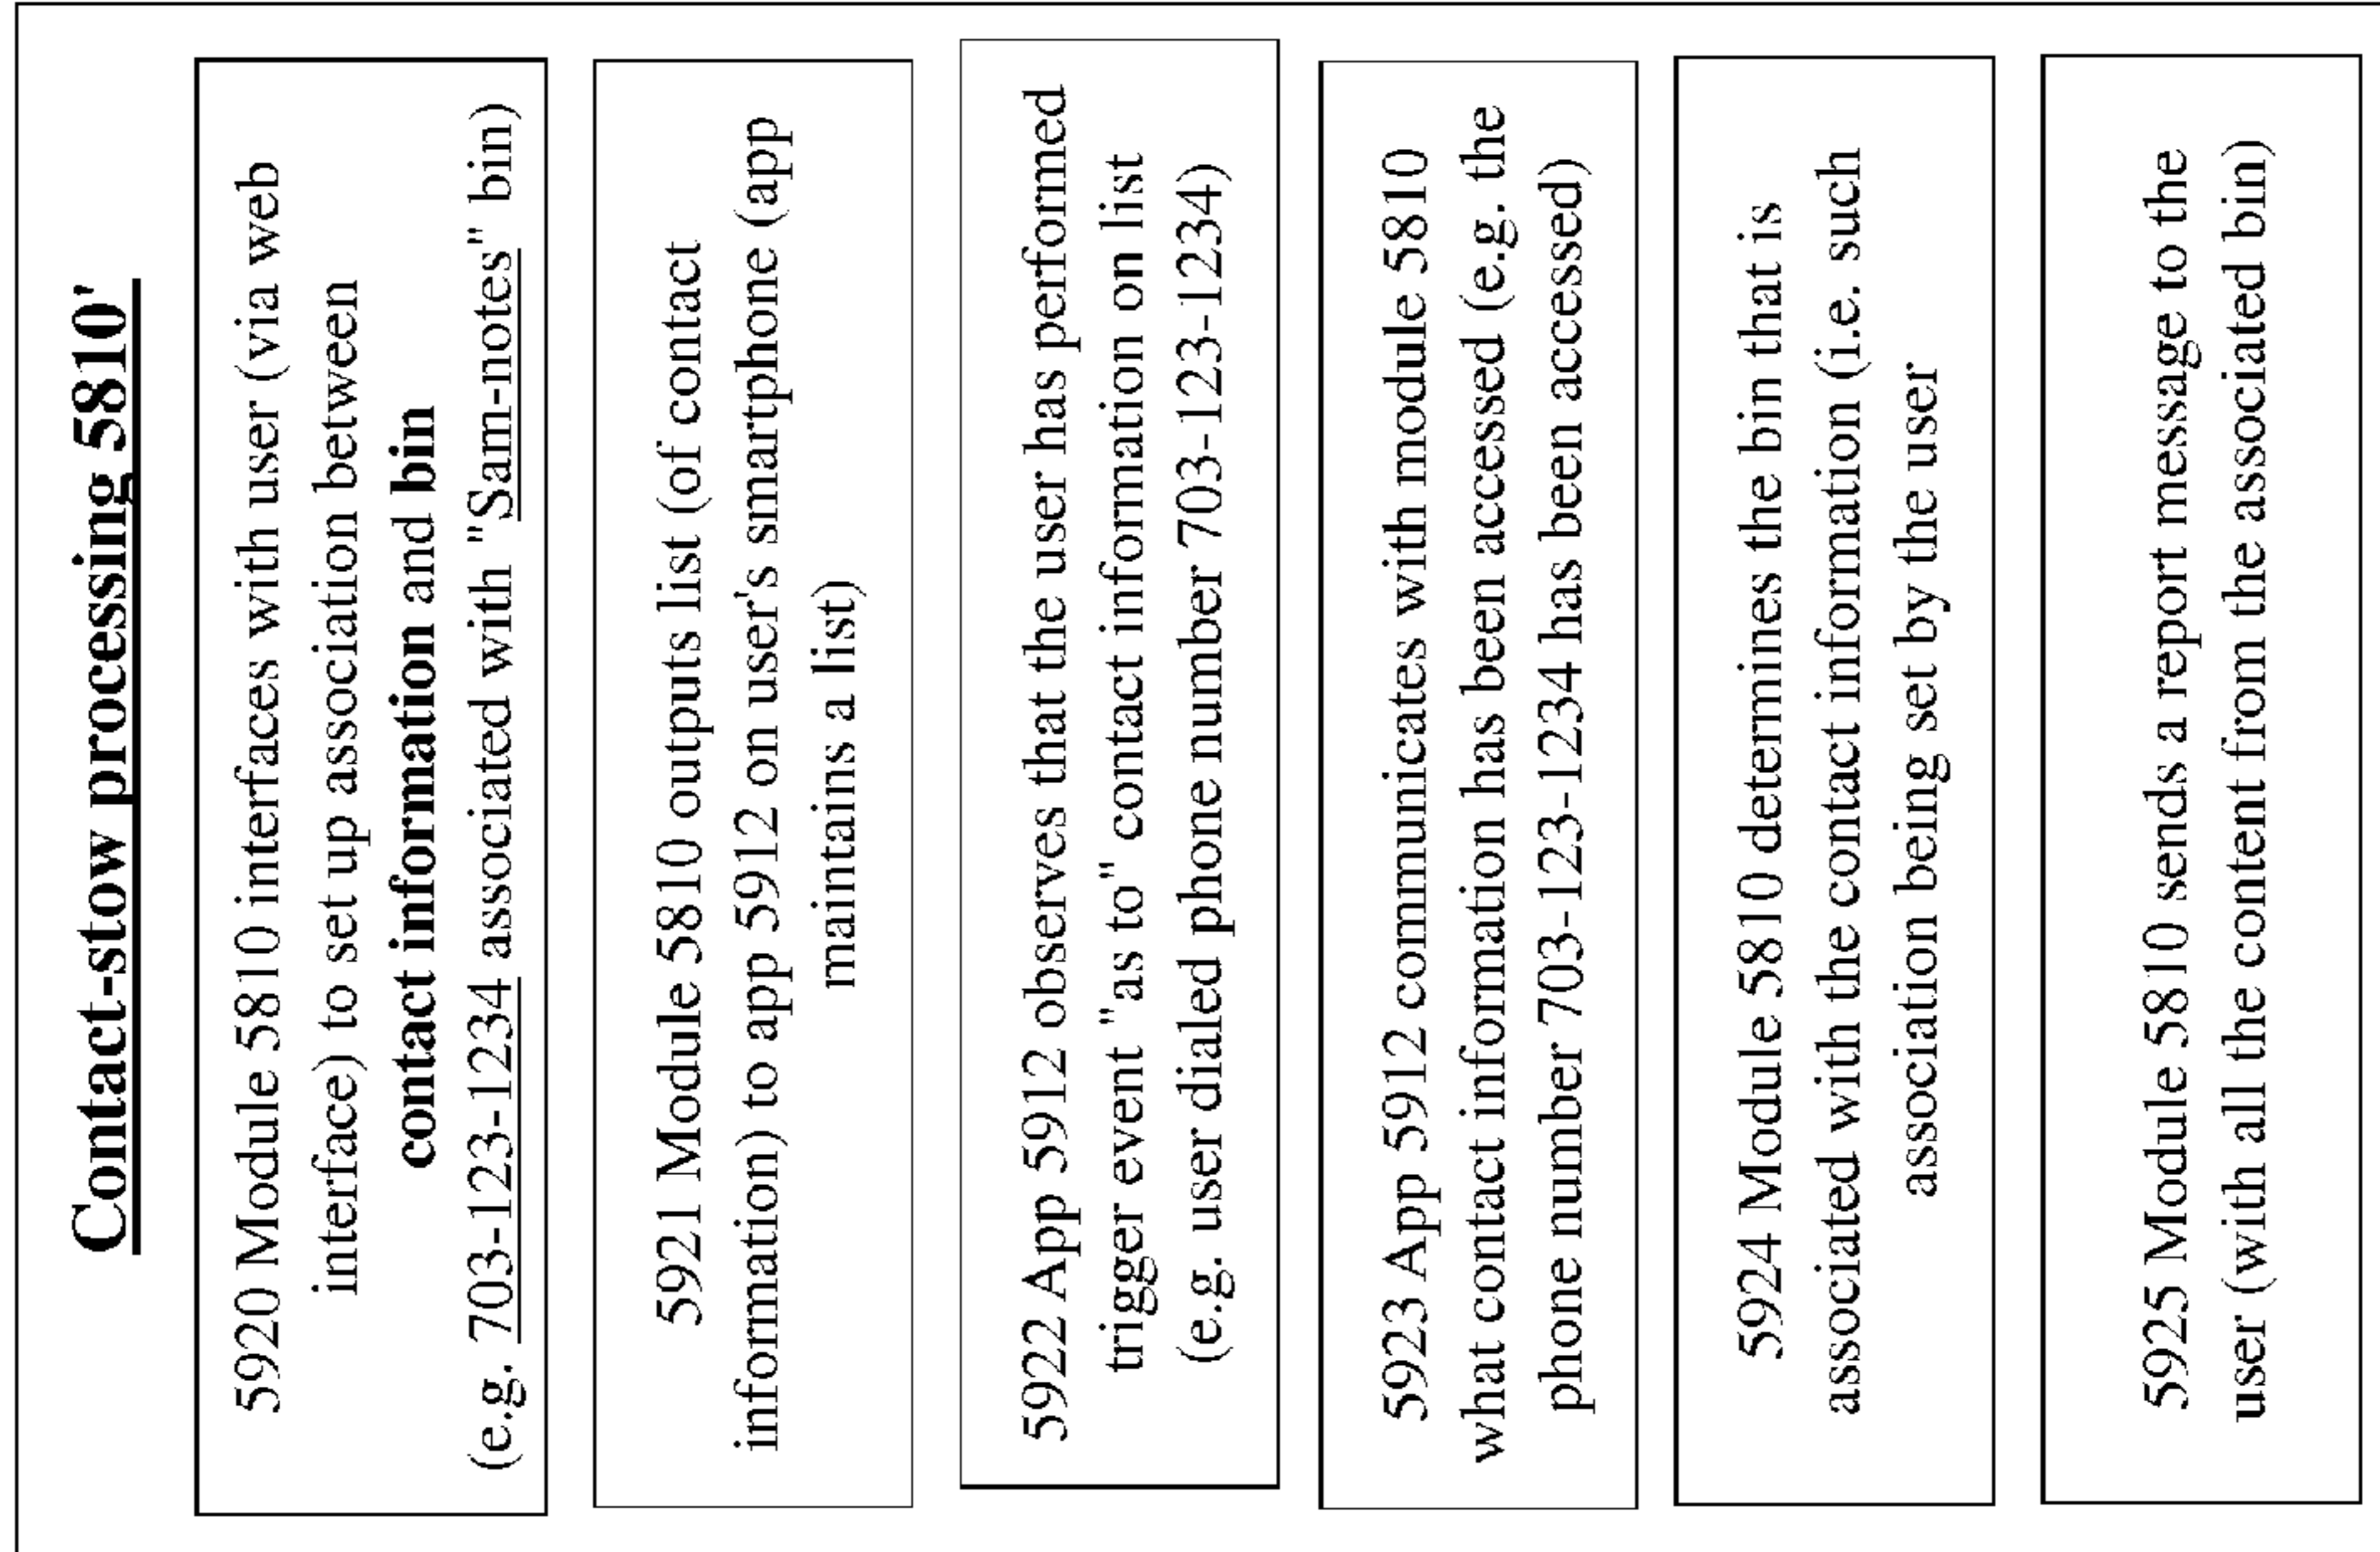 Contact-stow processing 5810'
5920 Module 5810 interfaces with user (via web
interface) to set up association between
contact information and bin
(e.g. 703-123-1234 associated with "Sam-notes" bin)
5921 Module 5810 outputs list (of contact
information) to app 5912 on user's smartphone (app
maintains a list)
5922 App 5912 observes that the user has performed
trigger event "as to" contact information on list
(e.g. user dialed phone number 703-123-1234)
5923 App 5912 communicates with module 5810
what contact information has been accessed (e.g. the
phone number 703-123-1234 has been accessed)
5924 Module 5810 determines the bin that is
associated with the contact information (i.e. such
association being set by the user
5925 Module 5810 sends a report message to the
user (with all the content from the associated bin)